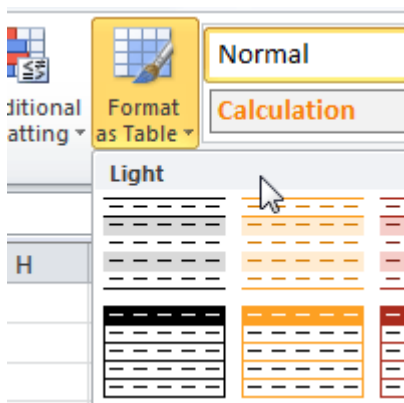 Normal
ditional
atting
Format
as Table
Calculation
Light
H